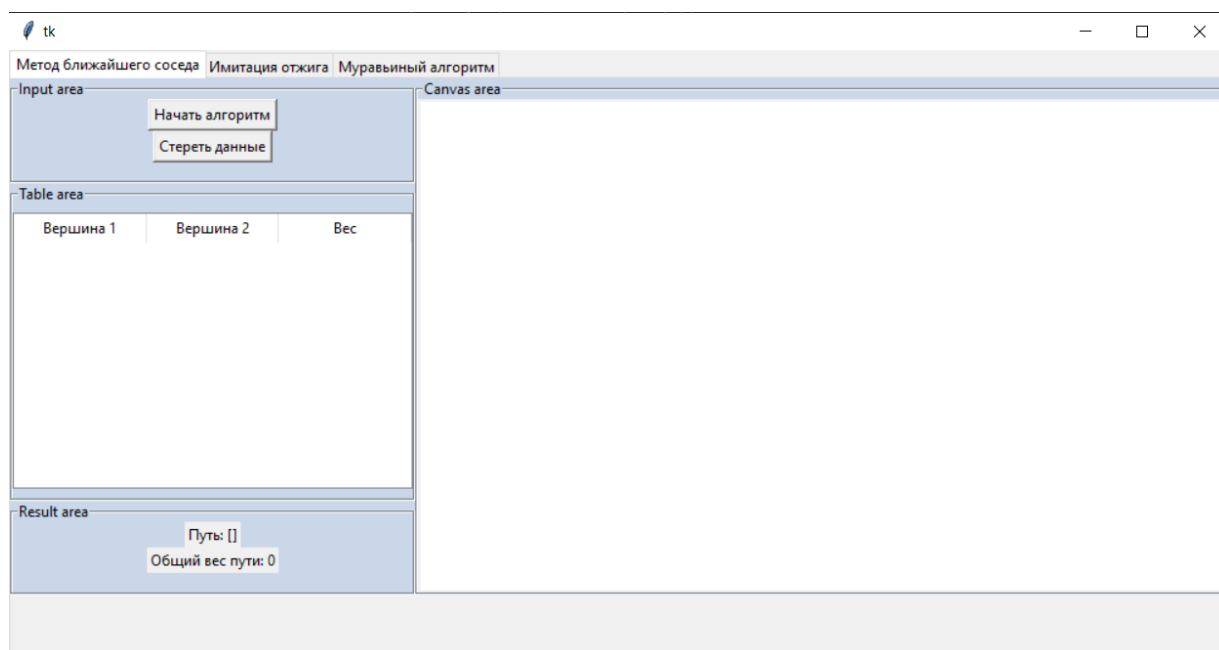 tk
Метод ближайшего соседа Имитация отжига Муравьиный алгоритм
Input area
Начать алгоритм
Стереть данные
Table area
Вершина 1 Вершина 2 Вес
Result area
Путь: []
Общий вес пути: 0
Canvas area